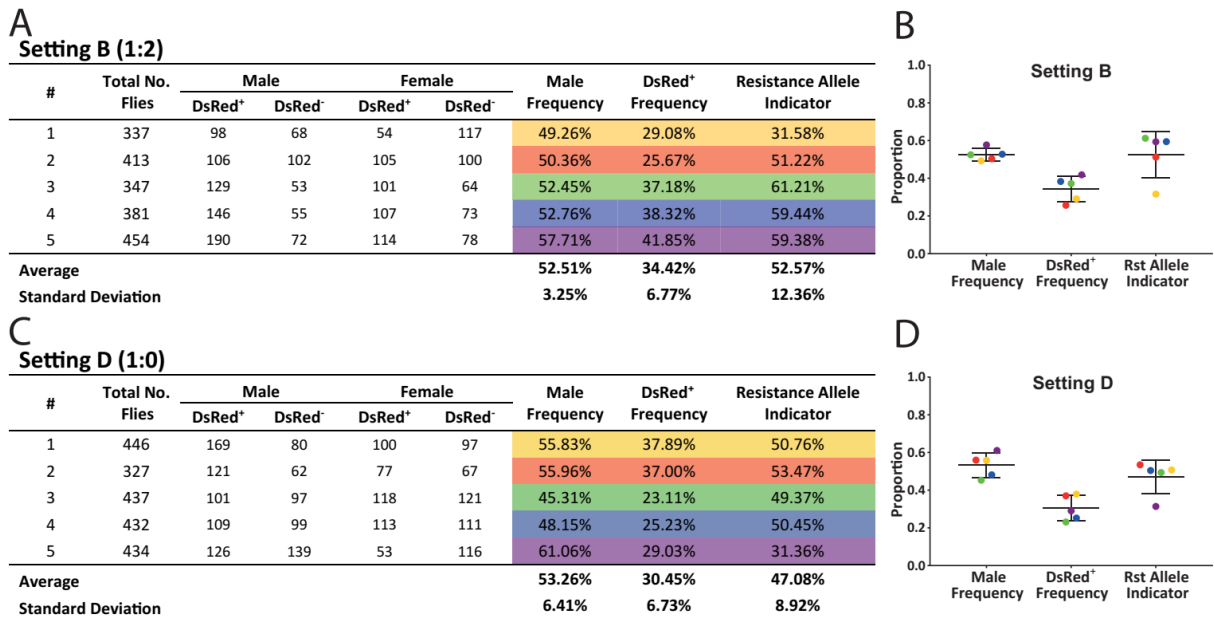 A
Setting B (1:2)
# Total No. Flies Male Female Male Frequency DsRed⁺ Frequency Resistance Allele Indicator
DsRed⁺ DsRed⁻ DsRed⁺ DsRed⁻
1 337 98 68 54 117 49.26% 29.08% 31.58%
2 413 106 102 105 100 50.36% 25.67% 51.22%
3 347 129 53 101 64 52.45% 37.18% 61.21%
4 381 146 55 107 73 52.76% 38.32% 59.44%
5 454 190 72 114 78 57.71% 41.85% 59.38%
Average 52.51% 34.42% 52.57%
Standard Deviation 3.25% 6.77% 12.36%
B
Setting B
Proportion
1.0
0.8
0.6
0.4
0.2
0.0
Male Frequency
DsRed⁺ Frequency
Rst Allele Indicator
C
Setting D (1:0)
# Total No. Flies Male Female Male Frequency DsRed⁺ Frequency Resistance Allele Indicator
DsRed⁺ DsRed⁻ DsRed⁺ DsRed⁻
1 446 169 80 100 97 55.83% 37.89% 50.76%
2 327 121 62 77 67 55.96% 37.00% 53.47%
3 437 101 97 118 121 45.31% 23.11% 49.37%
4 432 109 99 113 111 48.15% 25.23% 50.45%
5 434 126 139 53 116 61.06% 29.03% 31.36%
Average 53.26% 30.45% 47.08%
Standard Deviation 6.41% 6.73% 8.92%
D
Setting D
Proportion
1.0
0.8
0.6
0.4
0.2
0.0
Male Frequency
DsRed⁺ Frequency
Rst Allele Indicator